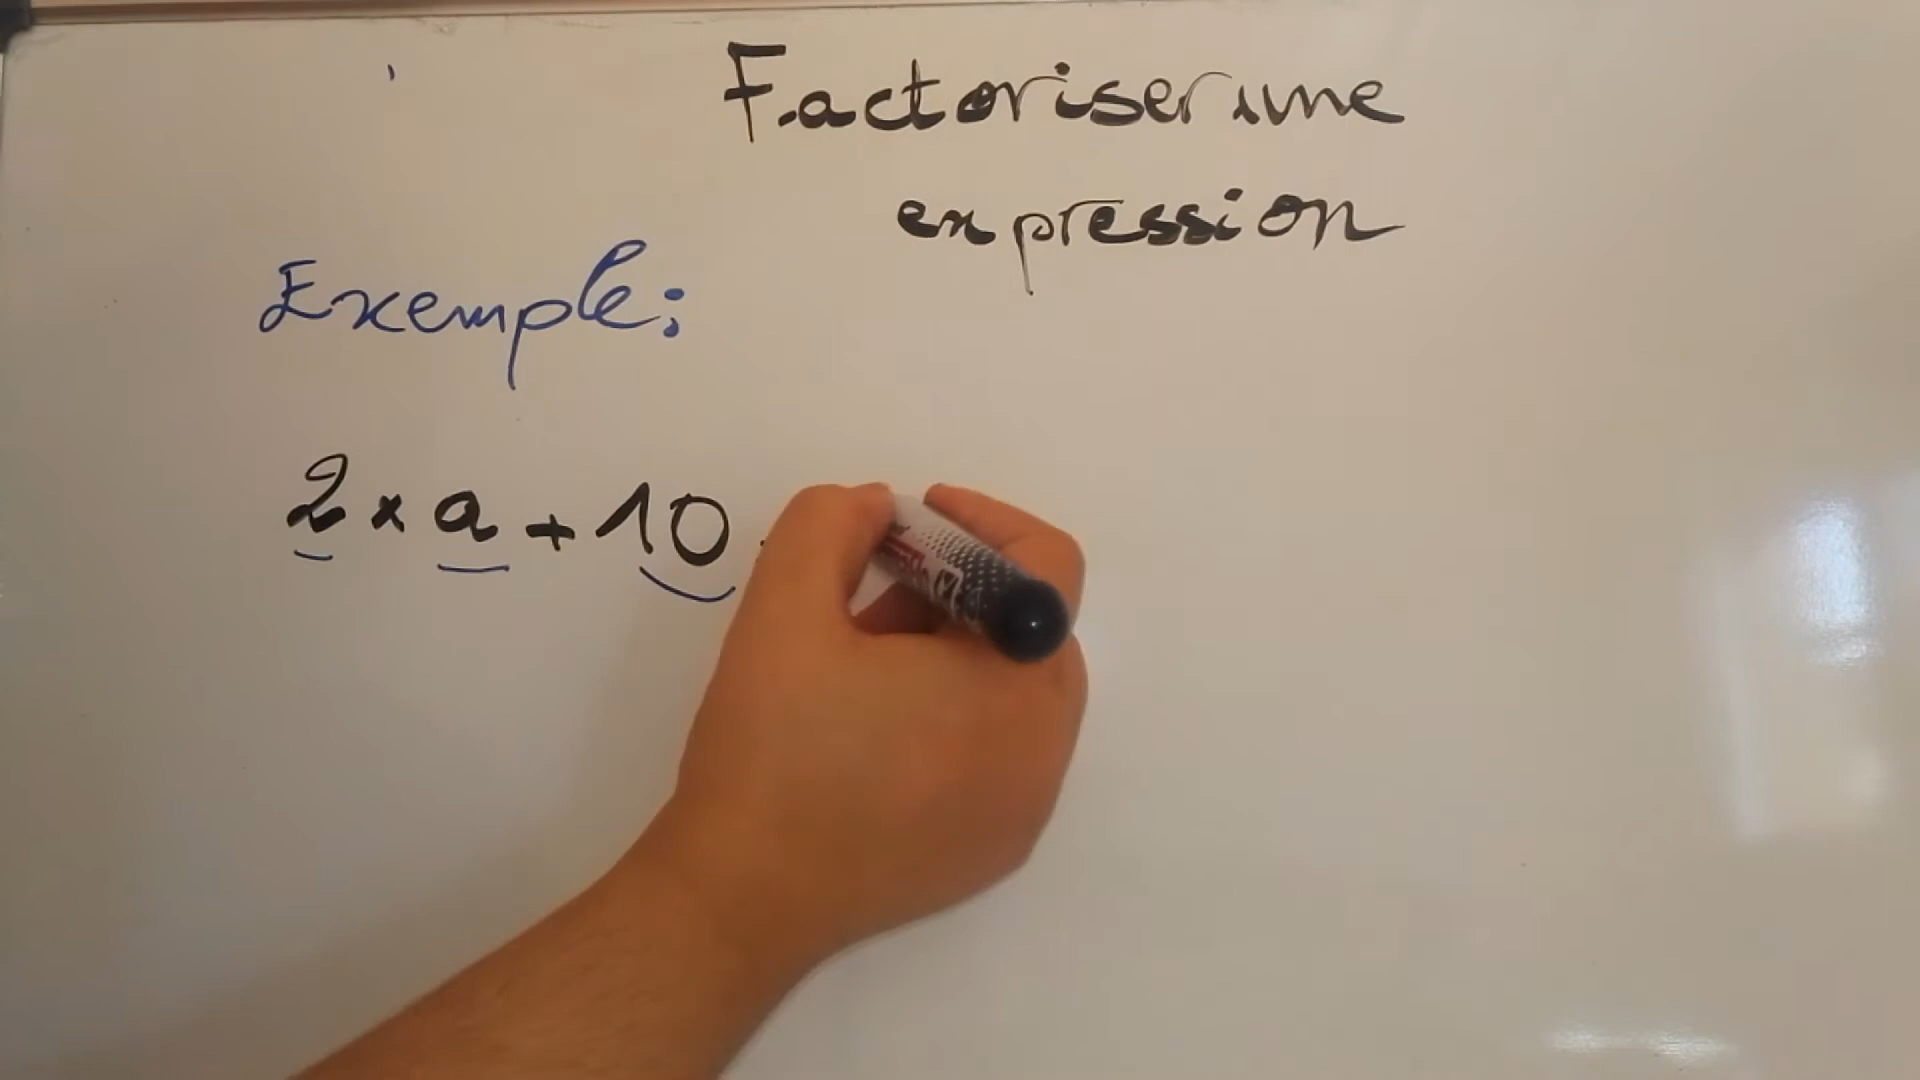 Factoriser une
expression
Exemple:
2 × a + 10